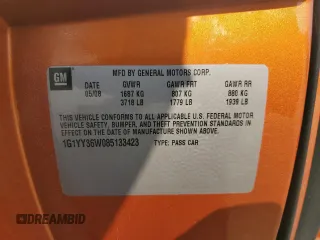 GM
MFD BY GENERAL MOTORS CORP.
DATE GVWR GAWR FRT GAWR RR
05/08 1687 KG 807 KG 880 KG
3718 LB 1779 LB 1939 LB
THIS VEHICLE CONFORMS TO ALL APPLICABLE U.S. FEDERAL MOTOR
VEHICLE SAFETY, BUMPER, AND THEFT PREVENTION STANDARDS IN
EFFECT ON THE DATE OF MANUFACTURE SHOWN ABOVE.
1G1YY36W085133423 TYPE: PASS CAR
DREAMBID